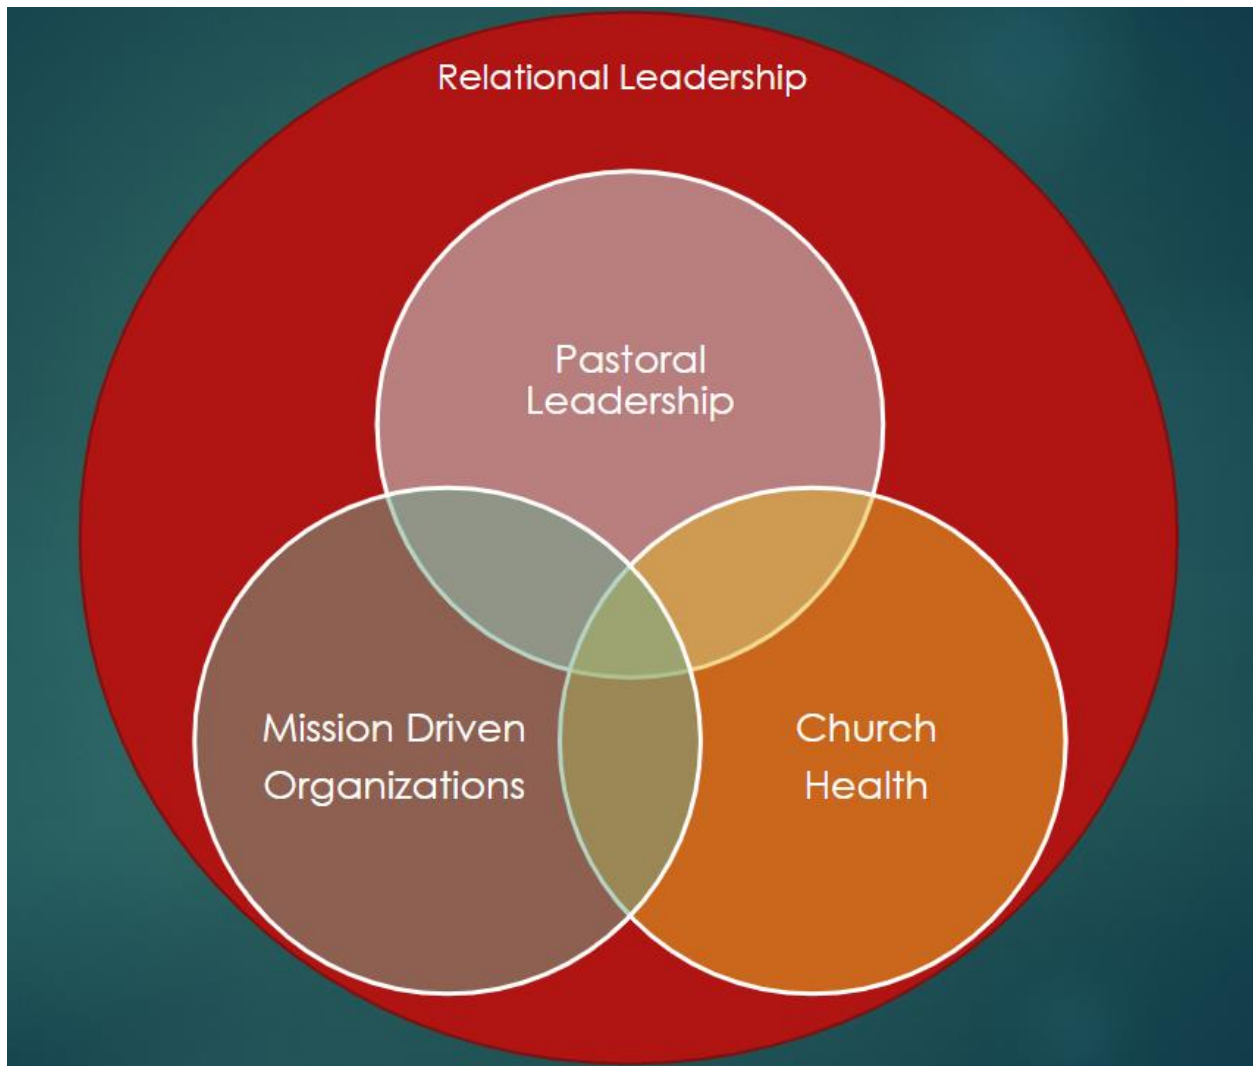 Relational Leadership
Pastoral
Leadership
Mission Driven
Organizations
Church
Health